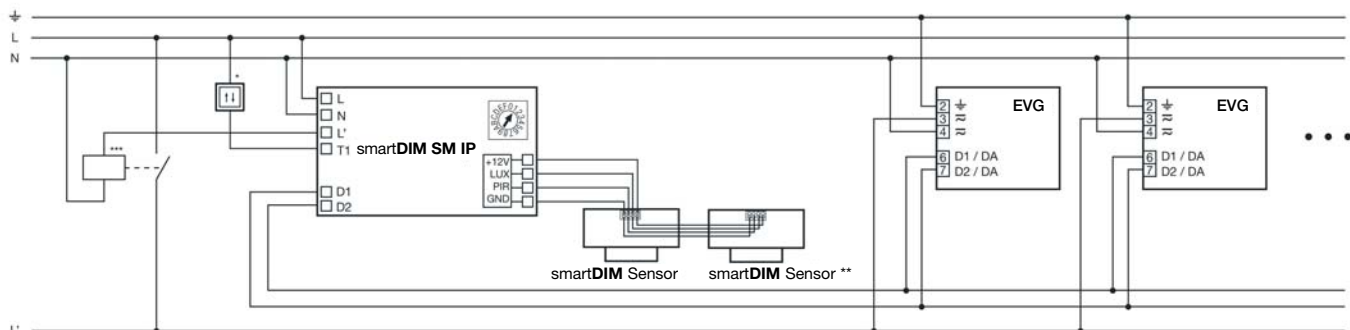 L
N
*
***
L
N
L'
T1
smartDIM SM IP
D1
D2
+12V
LUX
PIR
GND
smartDIM Sensor
smartDIM Sensor **
2
3
4
6 D1 / DA
7 D2 / DA
EVG
2
3
4
6 D1 / DA
7 D2 / DA
EVG
L'